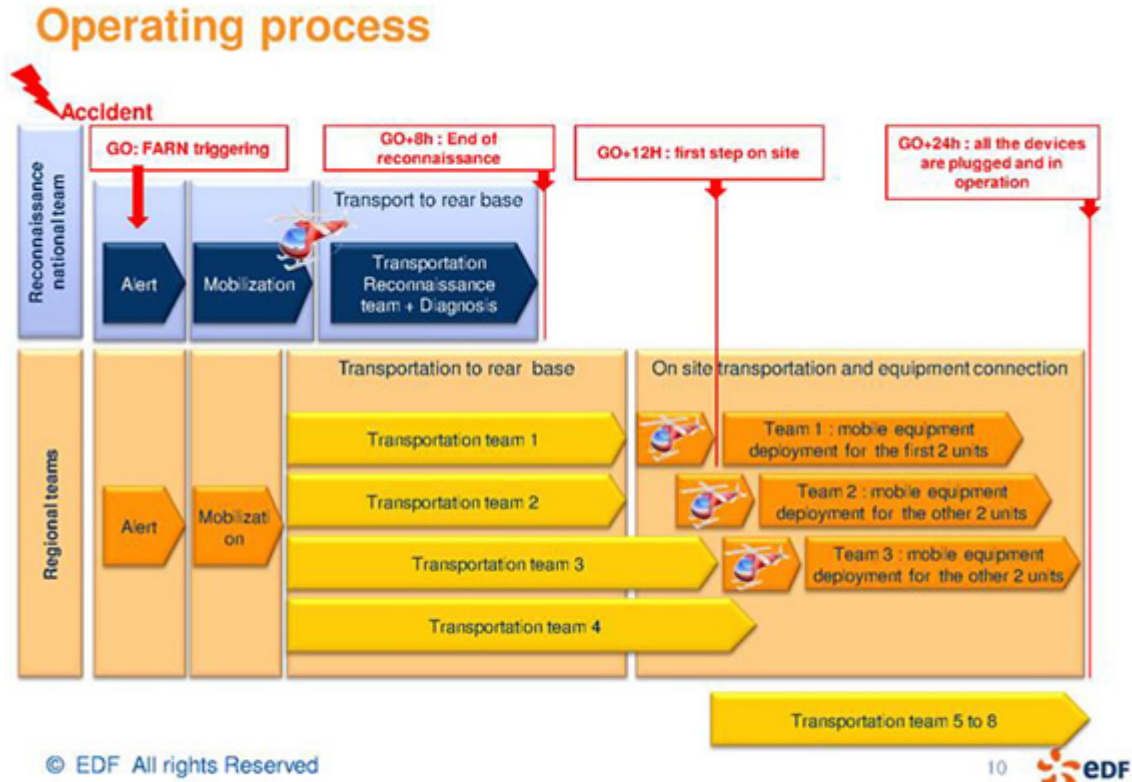 Operating process
Accident
GO: FARN triggering
GO+8h : End of
reconnaissance
GO+12H : first step on site
GO+24h : all the devices
are plugged and in
operation
Reconnaissance
national team
Transport to rear base
Alert
Mobilization
Transportation
Reconnaissance
team + Diagnosis
Regional teams
Transportation to rear base
On site transportation and equipment connection
Alert
Mobilizati
on
Transportation team 1
Team 1 : mobile equipment
deployment for the first 2 units
Transportation team 2
Team 2 : mobile equipment
deployment for the other 2 units
Transportation team 3
Team 3 : mobile equipment
deployment for the other 2 units
Transportation team 4
Transportation team 5 to 8
© EDF All rights Reserved
10
eDF